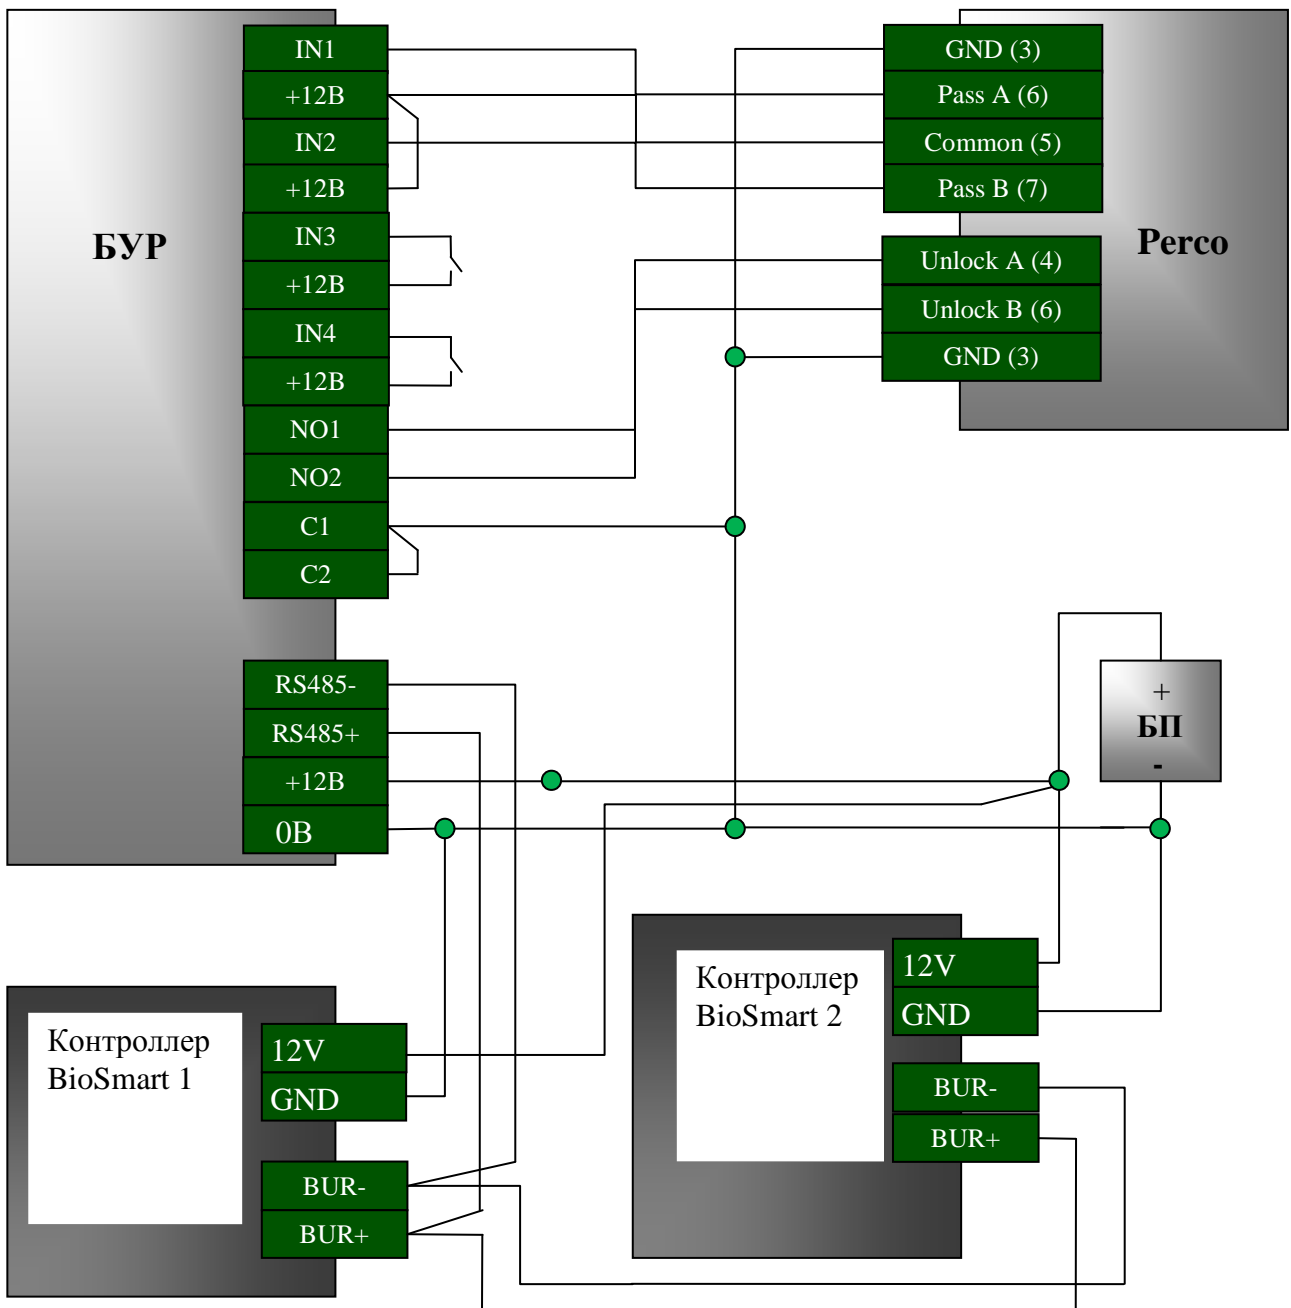 БУР
IN1
+12В
IN2
+12В
IN3
+12В
IN4
+12В
NO1
NO2
C1
C2
RS485-
RS485+
+12В
0В
GND (3)
Pass A (6)
Common (5)
Pass B (7)
Perco
Unlock A (4)
Unlock B (6)
GND (3)
+
БП
-
Контроллер
BioSmart 2
12V
GND
BUR-
BUR+
Контроллер
BioSmart 1
12V
GND
BUR-
BUR+